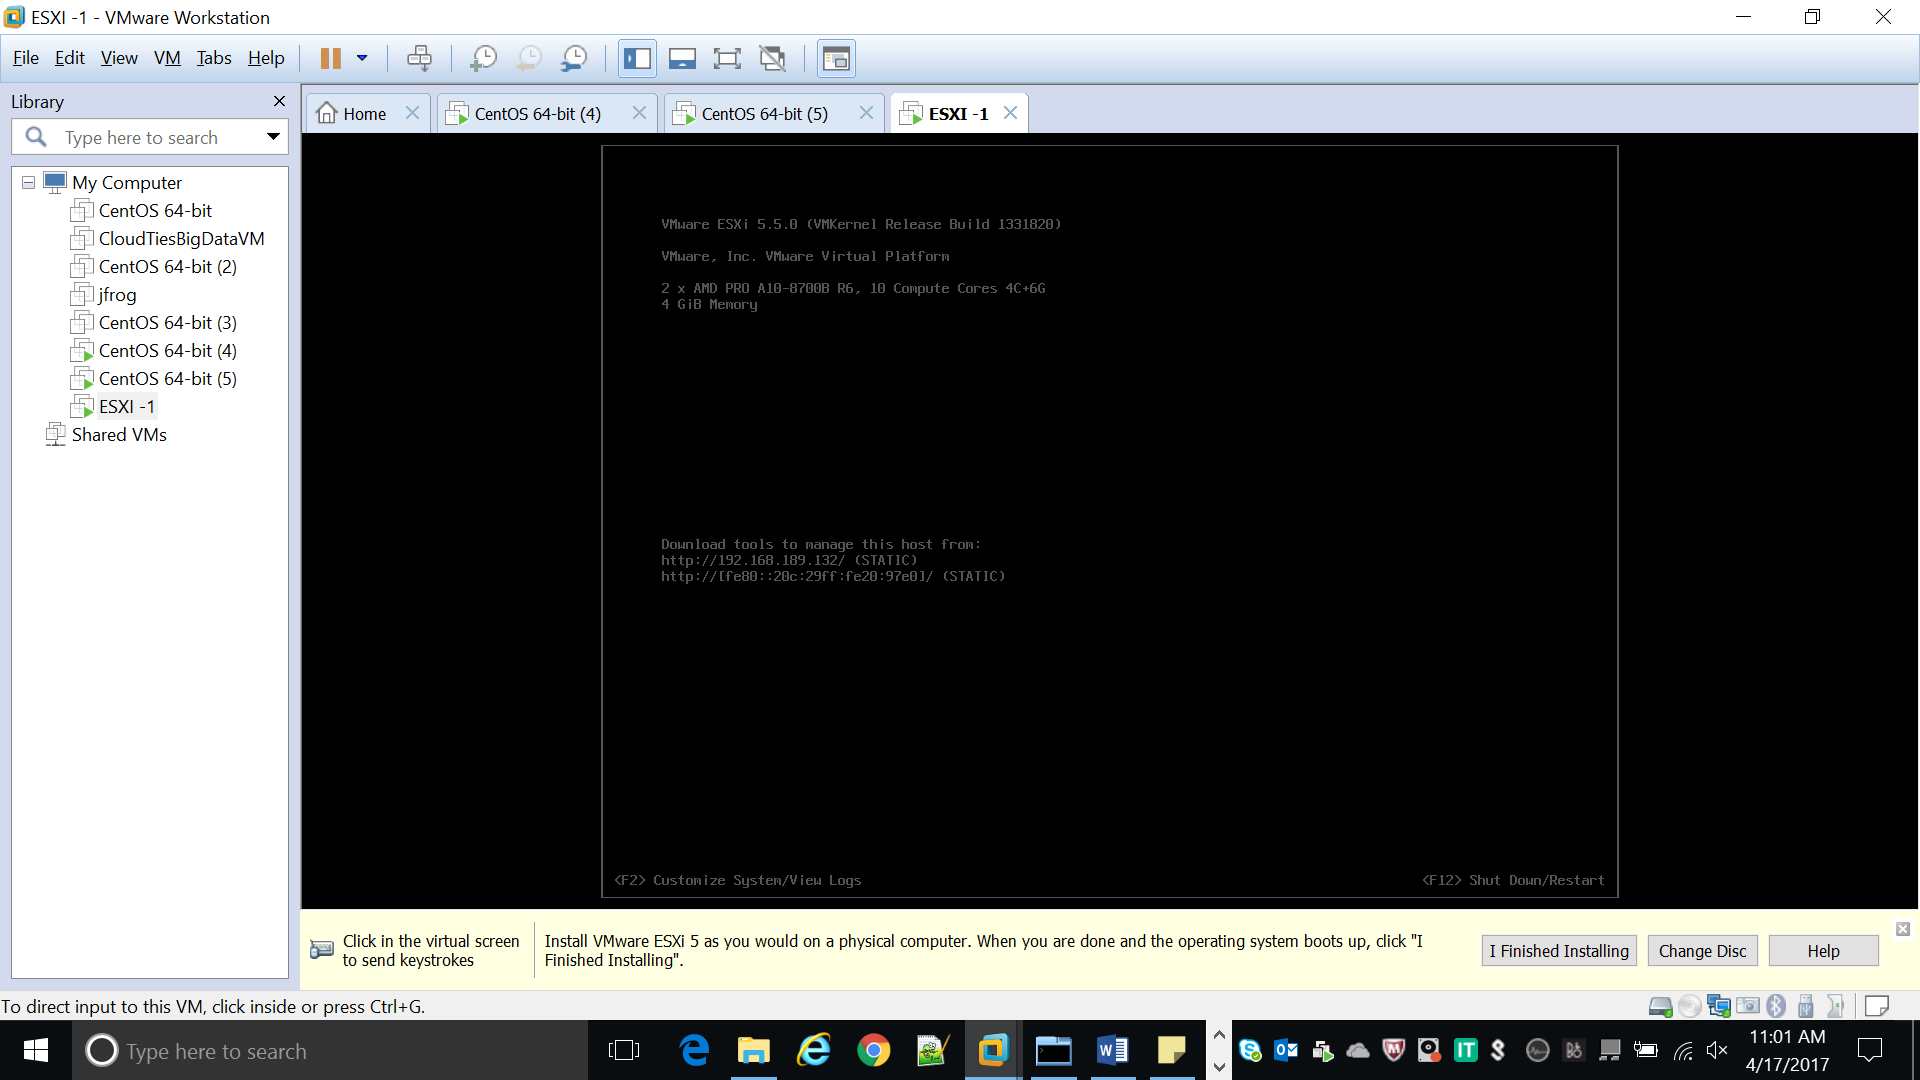 ESXI -1 - VMware Workstation
File Edit View VM Tabs Help
Library
Type here to search
My Computer
CentOS 64-bit
CloudTiesBigDataVM
CentOS 64-bit (2)
jfrog
CentOS 64-bit (3)
CentOS 64-bit (4)
CentOS 64-bit (5)
ESXI -1
Shared VMs
Home CentOS 64-bit (4) CentOS 64-bit (5) ESXI -1
VMware ESXi 5.5.0 (VMKernel Release Build 1331820)
VMware, Inc. VMware Virtual Platform
2 x AMD PRO A10-8700B R6, 10 Compute Cores 4C+6G
4 GiB Memory
Download tools to manage this host from:
http://192.168.189.132/ (STATIC)
http://[fe80::20c:29ff:fe20:97e0]/ (STATIC)
<F2> Customize System/View Logs <F12> Shut Down/Restart
Click in the virtual screen
to send keystrokes
Install VMware ESXi 5 as you would on a physical computer. When you are done and the operating system boots up, click "I
Finished Installing".
I Finished Installing Change Disc Help
To direct input to this VM, click inside or press Ctrl+G.
Type here to search
11:01 AM
4/17/2017